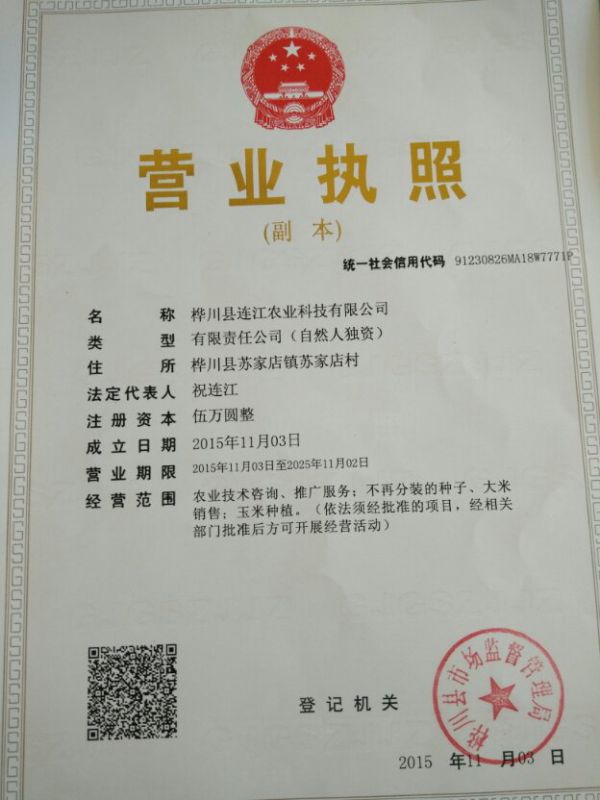 营业执照
(副 本)
统一社会信用代码 91230826MA18W7771P
名 称 桦川县连江农业科技有限公司
类 型 有限责任公司（自然人独资）
住 所 桦川县苏家店镇苏家店村
法定代表人 祝连江
注册资本 伍万圆整
成立日期 2015年11月03日
营业期限 2015年11月03日至2025年11月02日
经营范围 农业技术咨询、推广服务；不再分装的种子、大米
销售；玉米种植。（依法须经批准的项目，经相关
部门批准后方可开展经营活动）
桦川县市场监督管理局
登记机关
2015 年11 月03 日